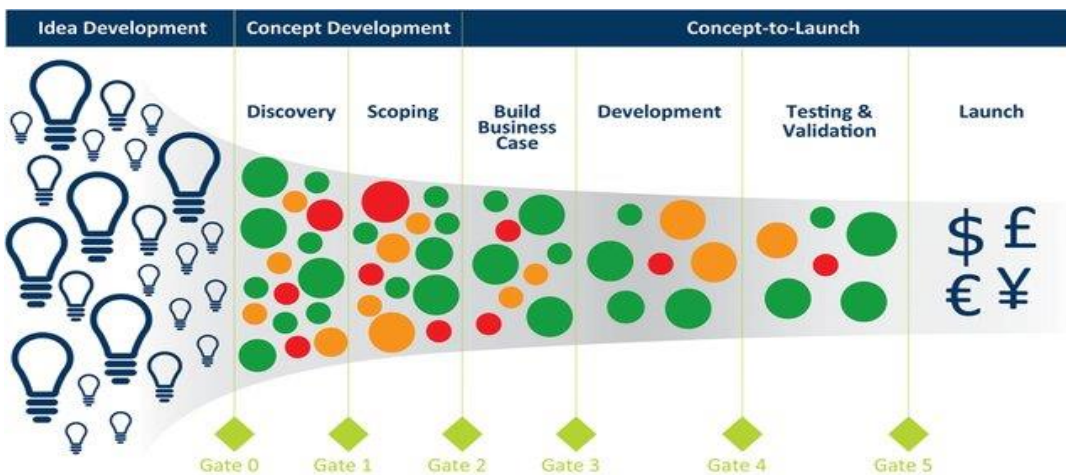 Idea Development
Concept Development
Concept-to-Launch
Discovery
Scoping
Build
Business
Case
Development
Testing &
Validation
Launch
$ £
€ ¥
Gate 0
Gate 1
Gate 2
Gate 3
Gate 4
Gate 5